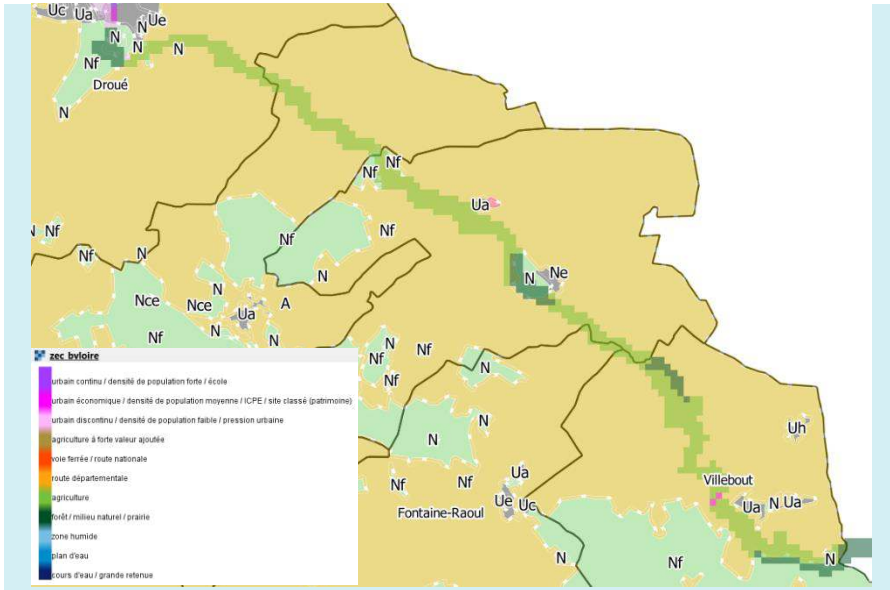 Uc Ua Ue
N
N N N
Nf
Droué
N
Nf Nf
Ua
N Nf
Nf
Nf
Nf N
N Ne
N
Nce Nce N A
Ua
Nf N N
N Nf
Nf
Nf N
N
N
Uh
Nf Nf Ua
Villebout
Fontaine-Raoul Ue Uc
Ua N Ua
N Nf N
zec_bvloire
urbain continu / densité de population forte / école
urbain économique / densité de population moyenne / ICPE / site classé (patrimoine)
urbain discontinu / densité de population faible / pression urbaine
agriculture à forte valeur ajoutée
voie ferrée / route nationale
route départementale
agriculture
forêt / milieu naturel / prairie
zone humide
plan d'eau
cours d'eau / grande retenue